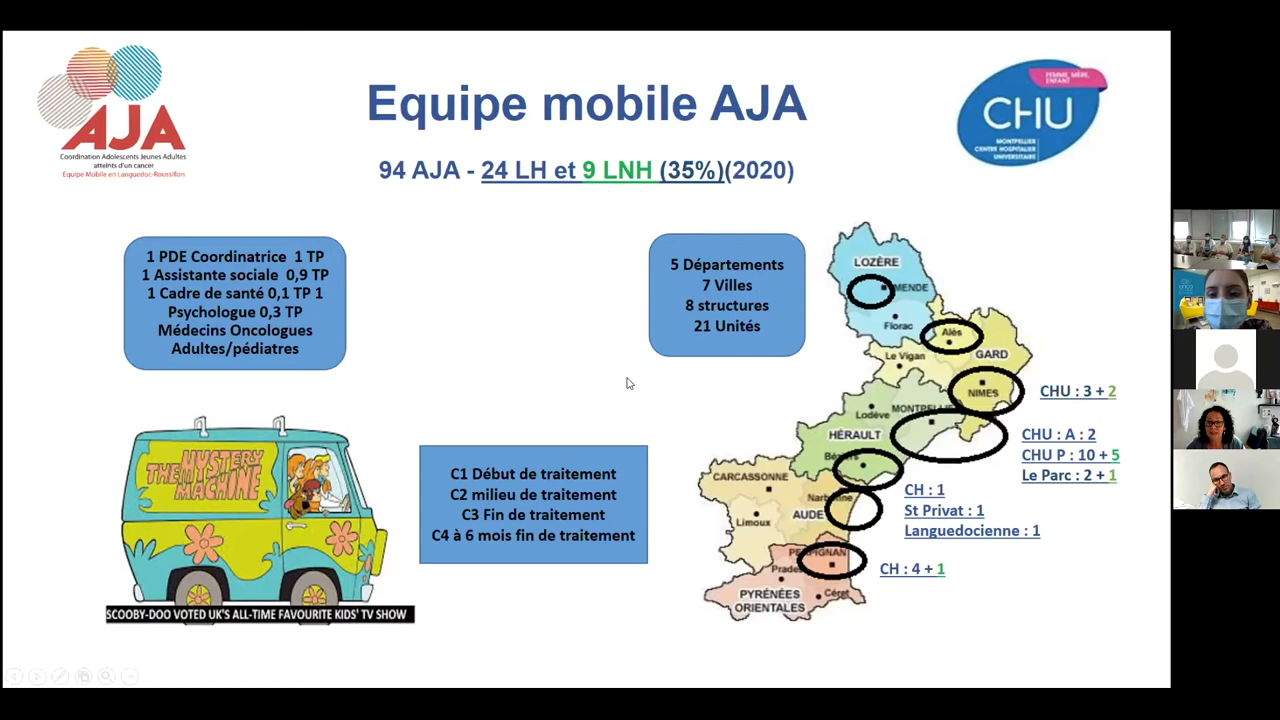 AJA
Coordination Adolescents Jeunes Adultes
atteints d'un cancer
Equipe Mobile en Languedoc-Roussillon
Equipe mobile AJA
94 AJA - 24 LH et 9 LNH (35%)(2020)
FEMME, MÈRE,
ENFANT
CHU
MONTPELLIER
CENTRE HOSPITALIER
UNIVERSITAIRE
1 PDE Coordinatrice 1 TP
1 Assistante sociale 0,9 TP
1 Cadre de santé 0,1 TP 1
Psychologue 0,3 TP
Médecins Oncologues
Adultes/pédiatres
5 Départements
7 Villes
8 structures
21 Unités
LOZÈRE
MENDE
Florac
Alès
Le Vigan
GARD
NIMES
CHU : 3 + 2
Lodève
MONTPELLIER
HÉRAULT
Béziers
CHU : A : 2
CHU P : 10 + 5
Le Parc : 2 + 1
CARCASSONNE
Narbonne
AUDE
Limoux
CH : 1
St Privat : 1
Languedocienne : 1
PERPIGNAN
Prades
Céret
PYRÉNÉES
ORIENTALES
CH : 4 + 1
THE MYSTERY
MACHINE
SCOOBY-DOO VOTED UK'S ALL-TIME FAVOURITE KIDS' TV SHOW
C1 Début de traitement
C2 milieu de traitement
C3 Fin de traitement
C4 à 6 mois fin de traitement